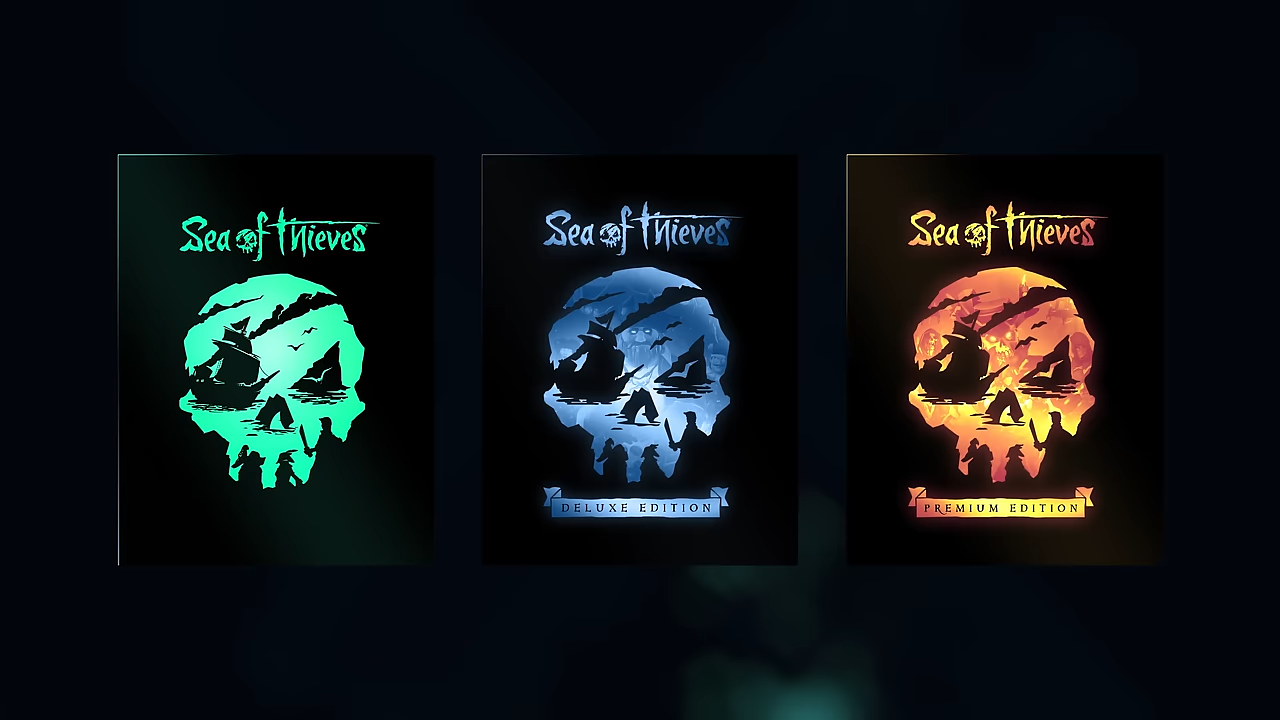 Sea of Thieves
Sea of Thieves
DELUXE EDITION
Sea of Thieves
PREMIUM EDITION